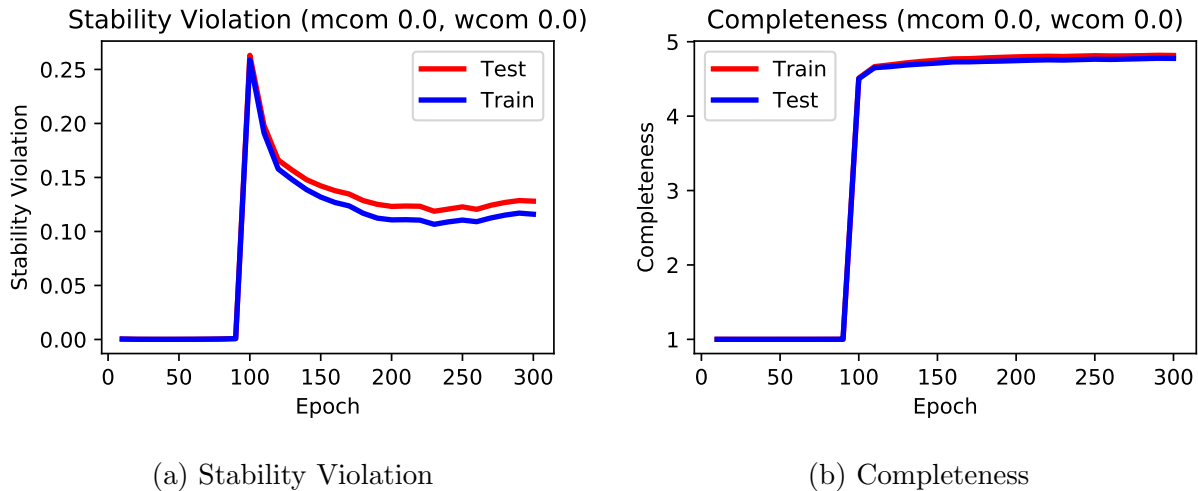 Stability Violation (mcom 0.0, wcom 0.0)
Stability Violation
0.25
0.20
0.15
0.10
0.05
0.00
Test
Train
0
50
100
150
200
250
300
Epoch
(a) Stability Violation
Completeness (mcom 0.0, wcom 0.0)
Completeness
5
4
3
2
1
Train
Test
0
50
100
150
200
250
300
Epoch
(b) Completeness